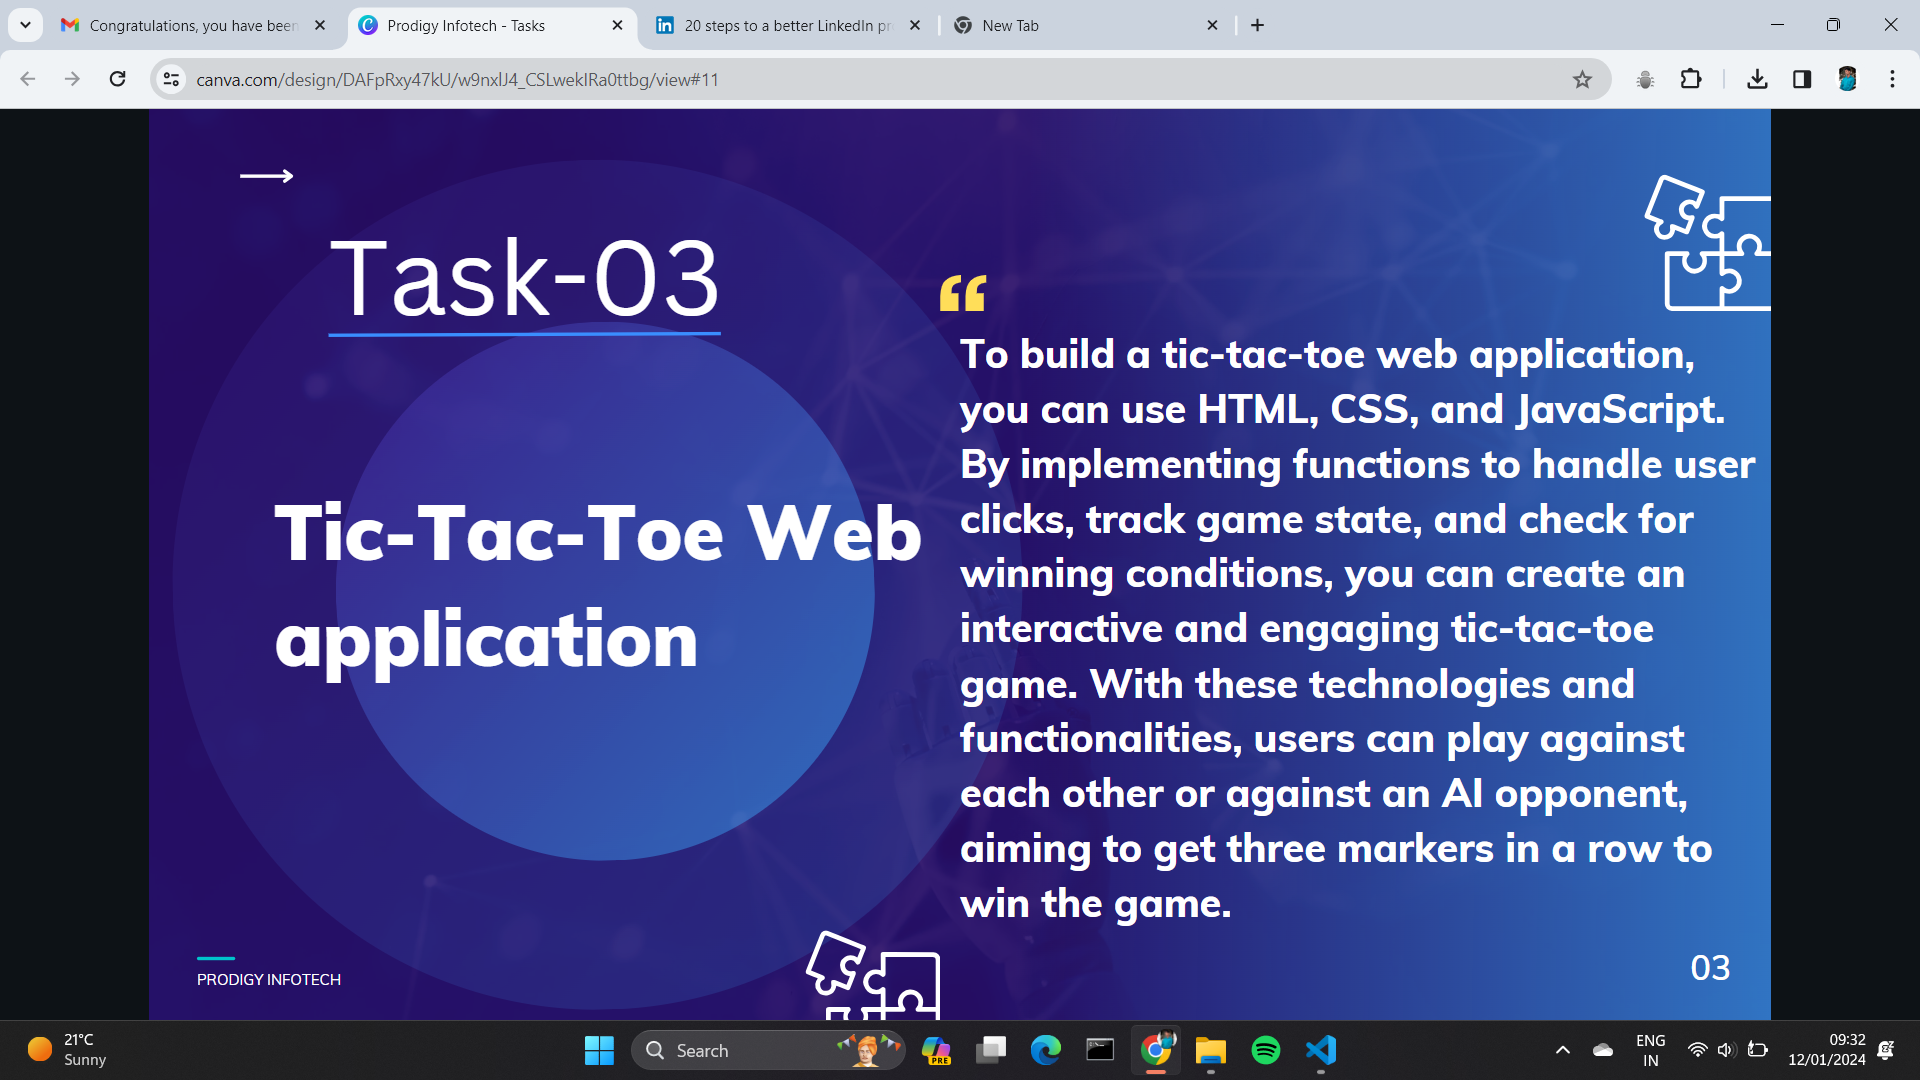 Congratulations, you have been
Prodigy Infotech - Tasks
20 steps to a better LinkedIn pr
New Tab
canva.com/design/DAFpRxy47kU/w9nxlJ4_CSLwekIRa0ttbg/view#11
Task-03
Tic-Tac-Toe Web
application
“
To build a tic-tac-toe web application,
you can use HTML, CSS, and JavaScript.
By implementing functions to handle user
clicks, track game state, and check for
winning conditions, you can create an
interactive and engaging tic-tac-toe
game. With these technologies and
functionalities, users can play against
each other or against an AI opponent,
aiming to get three markers in a row to
win the game.
PRODIGY INFOTECH
03
21°C
Sunny
Search
PRE
ENG
IN
09:32
12/01/2024